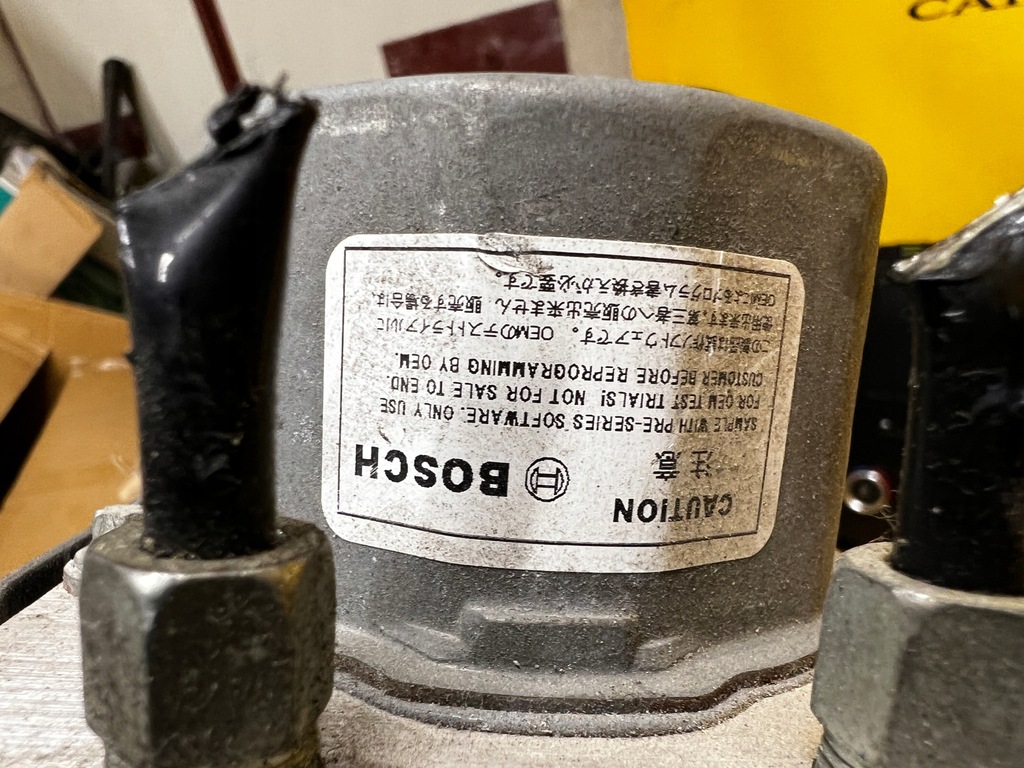 CAUTION
注意
BOSCH
SAMPLE WITH PRE-SERIES SOFTWARE. ONLY USE
FOR OEM TEST TRIALS! NOT FOR SALE TO END
CUSTOMER BEFORE REPROGRAMMING BY OEM.
この製品は試作ソフトウェアです。 OEMのテストトライアルに
使用出来ます。第三者への販売出来ません 販売する場合は、
OEMによるプログラム書き換えが必要です。